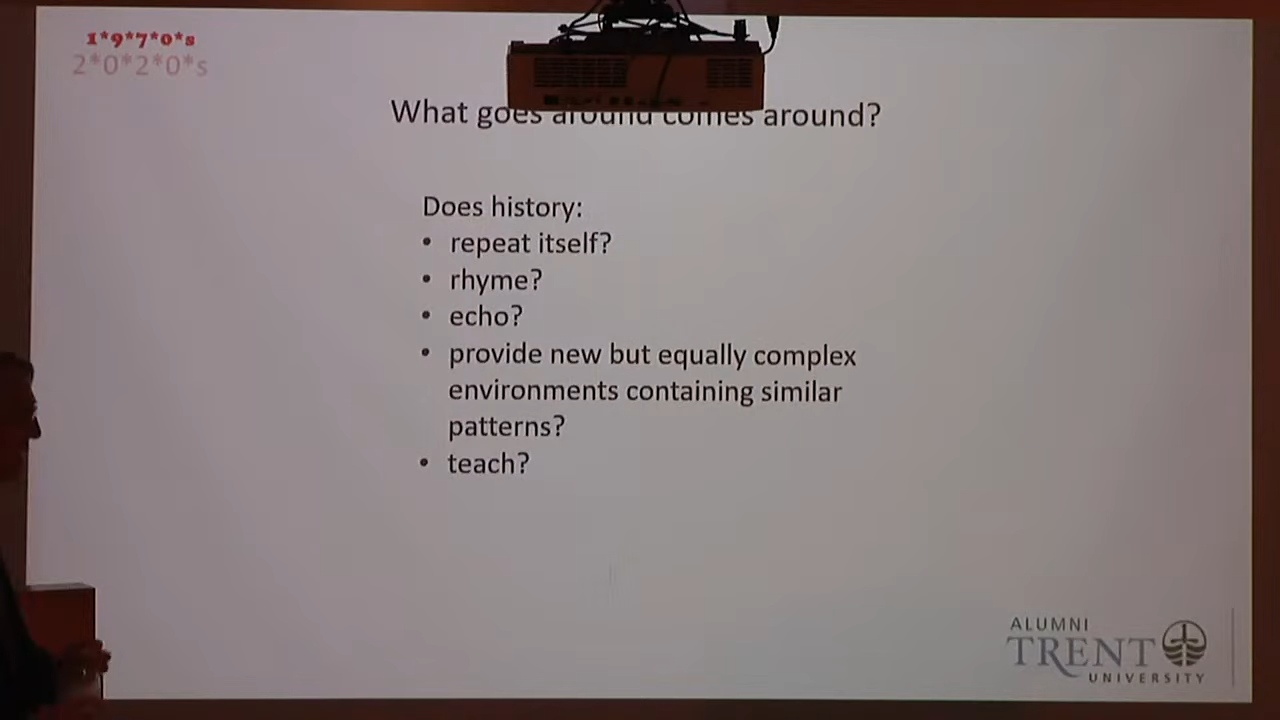 1*9*7*0*s
2*0*2*0*s
What goes around comes around?
Does history:
• repeat itself?
• rhyme?
• echo?
• provide new but equally complex
environments containing similar
patterns?
• teach?
ALUMNI
TRENT
UNIVERSITY